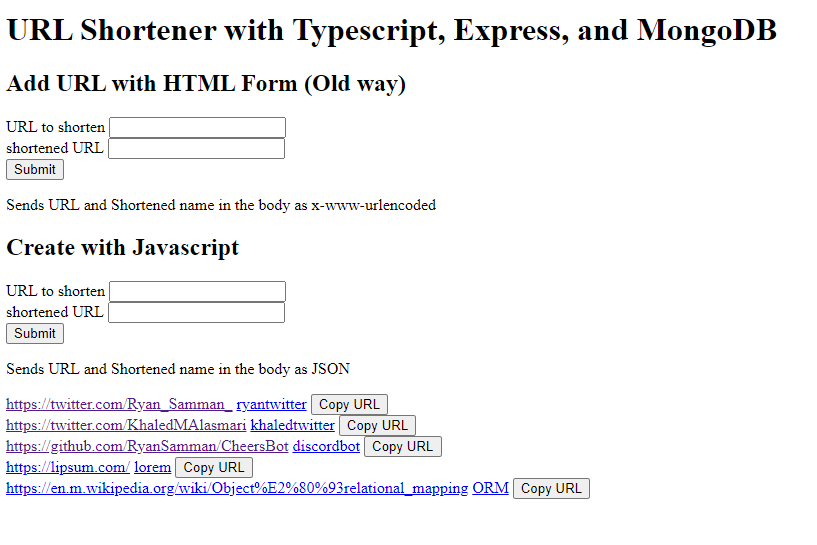 URL Shortener with Typescript, Express, and MongoDB
Add URL with HTML Form (Old way)
URL to shorten
shortened URL
Submit
Sends URL and Shortened name in the body as x-www-urlencoded
Create with Javascript
URL to shorten
shortened URL
Submit
Sends URL and Shortened name in the body as JSON
https://twitter.com/Ryan_Samman_ ryantwitter Copy URL
https://twitter.com/KhaledMAlasmari khaledtwitter Copy URL
https://github.com/RyanSamman/CheersBot discordbot Copy URL
https://lipsum.com/ lorem Copy URL
https://en.m.wikipedia.org/wiki/Object%E2%80%93relational_mapping ORM Copy URL